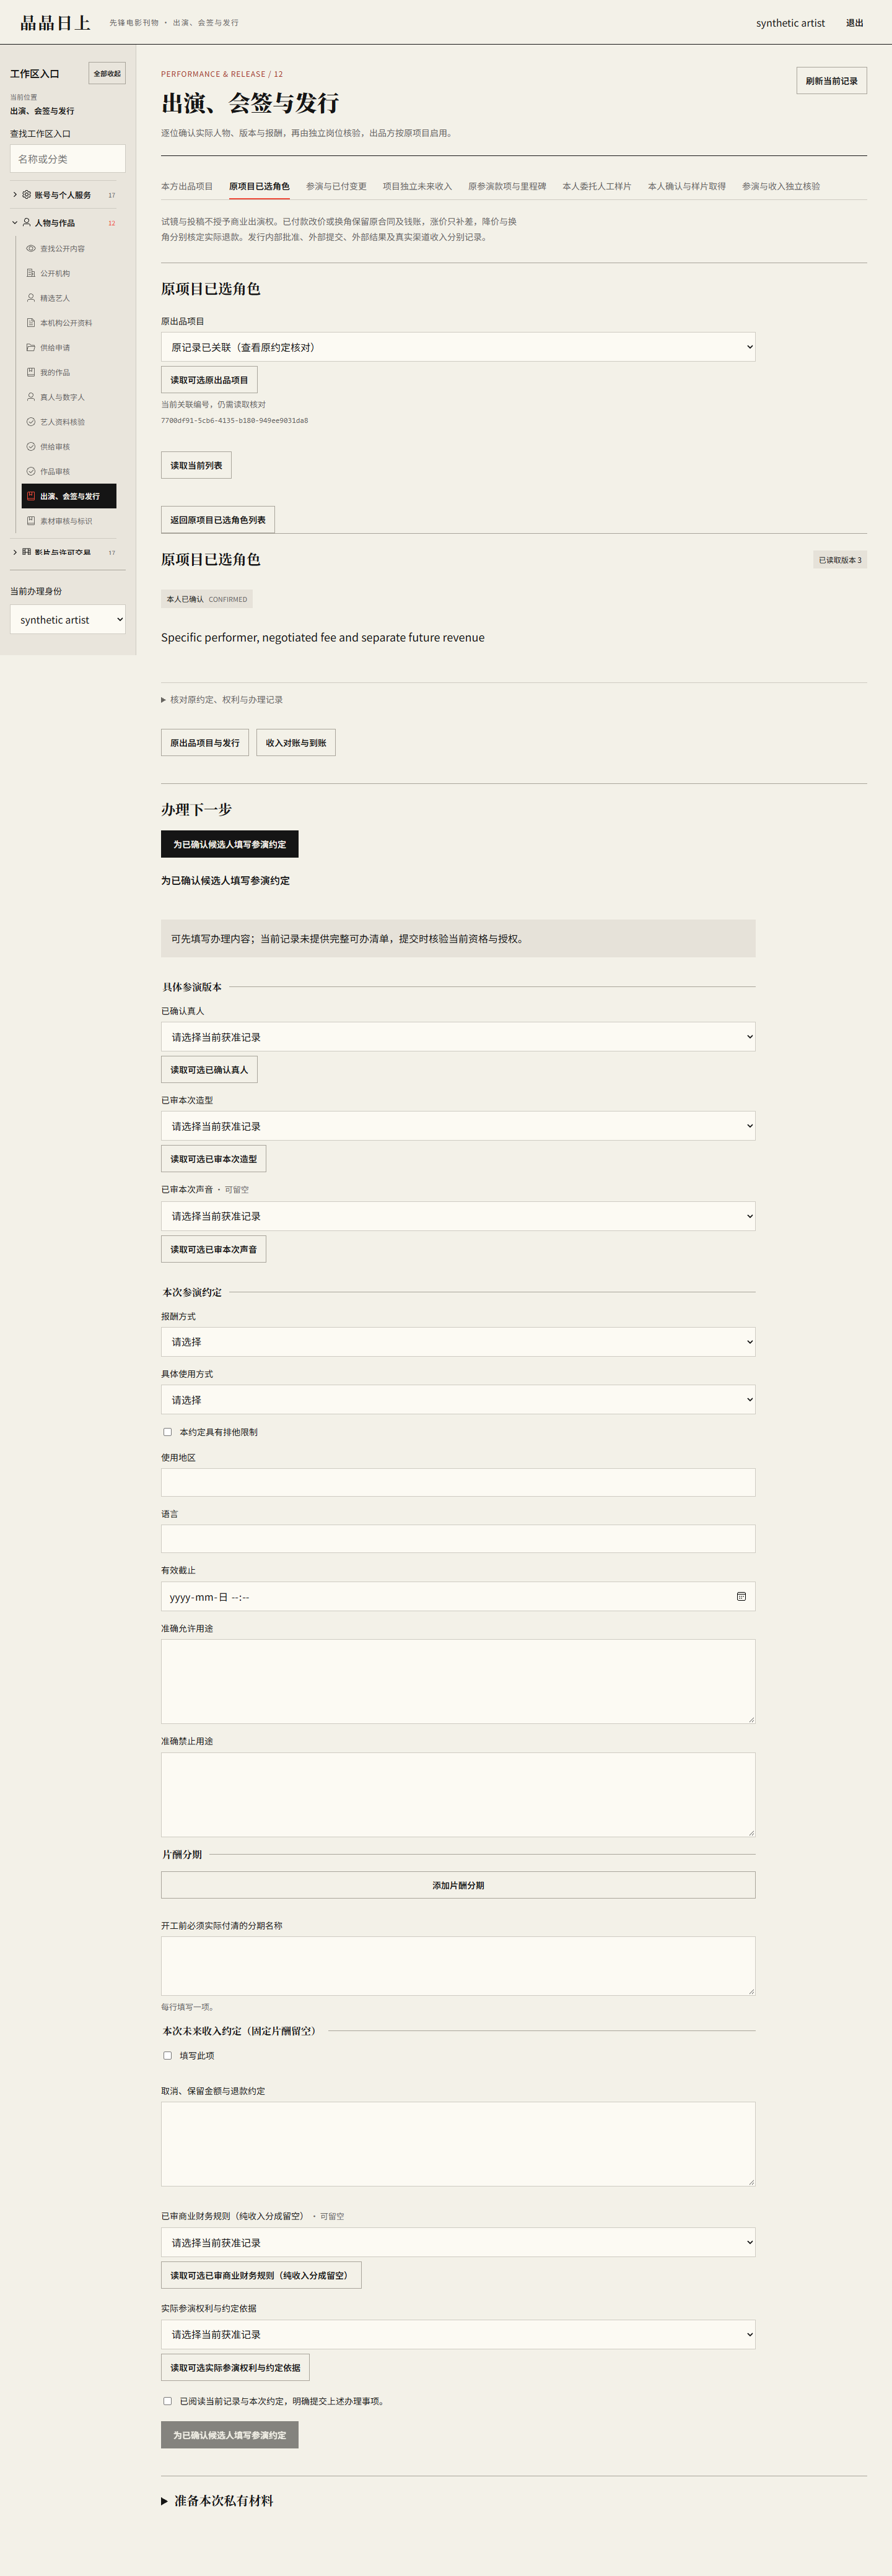 晶晶日上
先锋电影刊物 · 出演、会签与发行
synthetic artist
退出
工作区入口
全部收起
当前位置
出演、会签与发行
查找工作区入口
名称或分类
账号与个人服务 17
人物与作品 12
查找公开内容
公开机构
精选艺人
本机构公开资料
供给申请
我的作品
真人与数字人
艺人资料核验
供给审核
作品审核
出演、会签与发行
素材审核与标识
影片与许可交易 17
当前办理身份
synthetic artist
PERFORMANCE & RELEASE / 12
出演、会签与发行
逐位确认实际人物、版本与报酬，再由独立岗位核验，出品方按原项目启用。
刷新当前记录
本方出品项目
原项目已选角色
参演与已付变更
项目独立未来收入
原参演款项与里程碑
本人委托人工样片
本人确认与样片取得
参演与收入独立核验
试镜与投稿不授予商业出演权。已付款改价或换角保留原合同及钱账，涨价只补差，降价与换
角分别核定实际退款。发行内部批准、外部提交、外部结果及真实渠道收入分别记录。
原项目已选角色
原出品项目
原记录已关联（查看原约定核对）
读取可选原出品项目
当前关联编号，仍需读取核对
7700df91-5cb6-4135-b180-949ee9031da8
读取当前列表
返回原项目已选角色列表
原项目已选角色
已读取版本 3
本人已确认 CONFIRMED
Specific performer, negotiated fee and separate future revenue
核对原约定、权利与办理记录
原出品项目与发行
收入对账与到账
办理下一步
为已确认候选人填写参演约定
为已确认候选人填写参演约定
可先填写办理内容；当前记录未提供完整可办清单，提交时核验当前资格与授权。
具体参演版本
已确认真人
请选择当前获准记录
读取可选已确认真人
已审本次造型
请选择当前获准记录
读取可选已审本次造型
已审本次声音 · 可留空
请选择当前获准记录
读取可选已审本次声音
本次参演约定
报酬方式
请选择
具体使用方式
请选择
本约定具有排他限制
使用地区
语言
有效截止
yyyy-mm-日 --:--
准确允许用途
准确禁止用途
片酬分期
添加片酬分期
开工前必须实际付清的分期名称
每行填写一项。
本次未来收入约定（固定片酬留空）
填写此项
取消、保留金额与退款约定
已审商业财务规则（纯收入分成留空） · 可留空
请选择当前获准记录
读取可选已审商业财务规则（纯收入分成留空）
实际参演权利与约定依据
请选择当前获准记录
读取可选实际参演权利与约定依据
已阅读当前记录与本次约定，明确提交上述办理事项。
为已确认候选人填写参演约定
准备本次私有材料